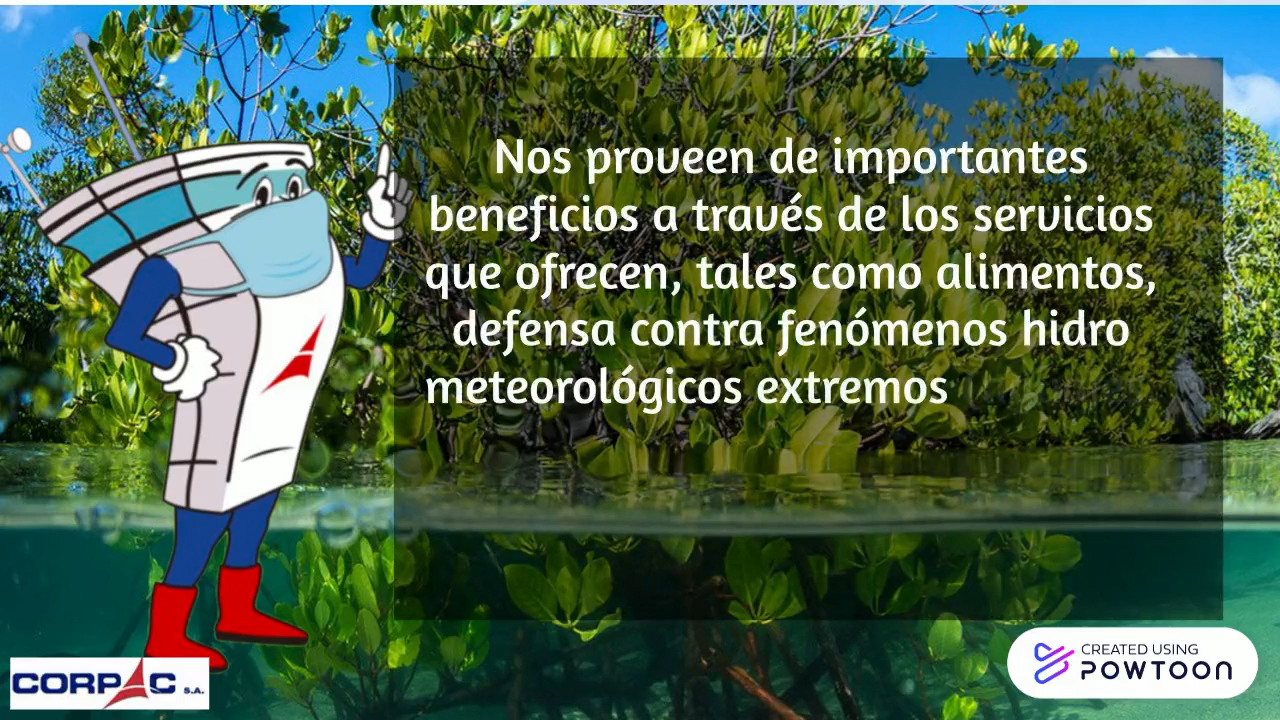 Nos proveen de importantes
beneficios a través de los servicios
que ofrecen, tales como alimentos,
defensa contra fenómenos hidro
meteorológicos extremos
CORPAC S.A.
CREATED USING
POWTOON